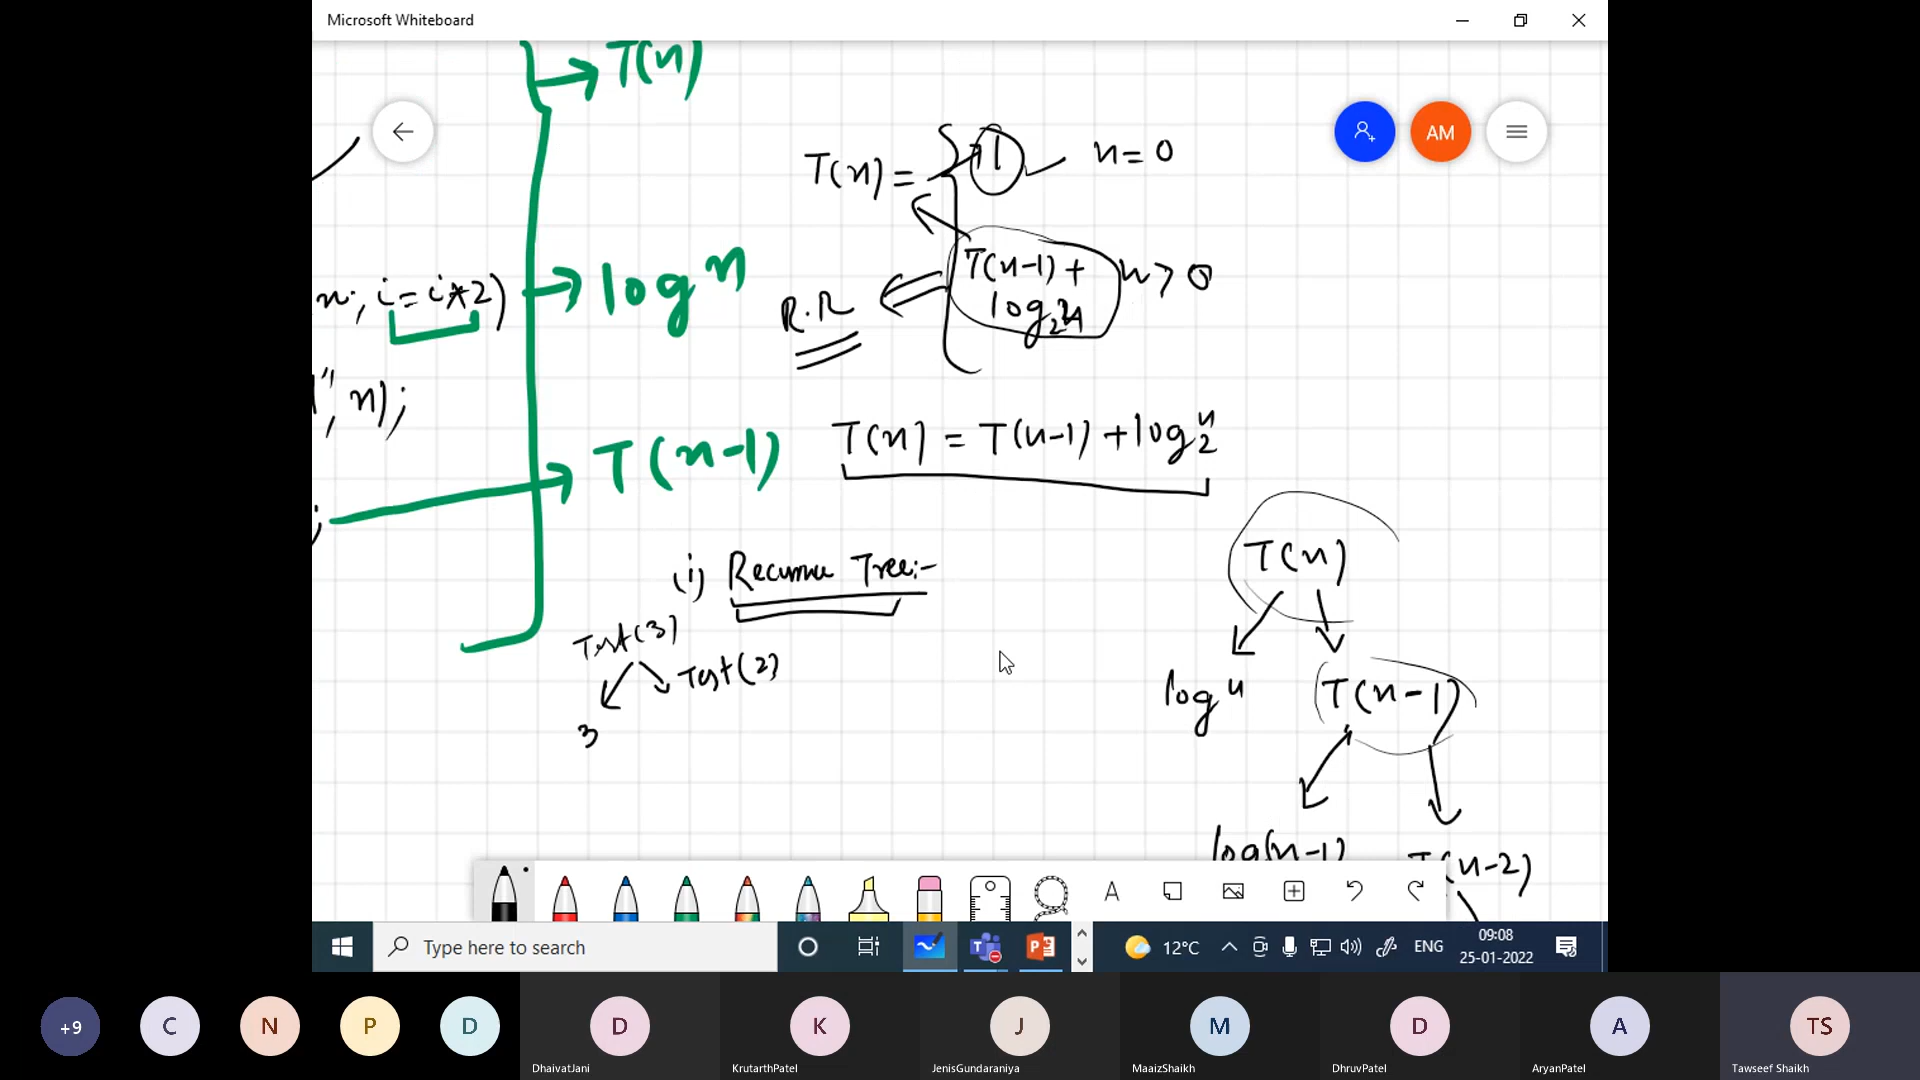 Microsoft Whiteboard
T(n)
AM
T(n) =
1
n = 0
T(n-1) +
log₂n
n > 0
R.R
n; i = i*2)
log n
", n);
T(n-1)
T(n) = T(n-1) + log₂ n
;
(i) Recursive Tree:-
Test(3)
Test(2)
3
T(n)
log n
T(n-1)
log(n-1)
T(n-2)
A
Type here to search
12°C
ENG
09:08
25-01-2022
+9
C
N
P
D
D
K
J
M
D
A
TS
DhaivatJani
KrutarthPatel
JenisGundaraniya
MaaizShaikh
DhruvPatel
AryanPatel
Tawseef Shaikh